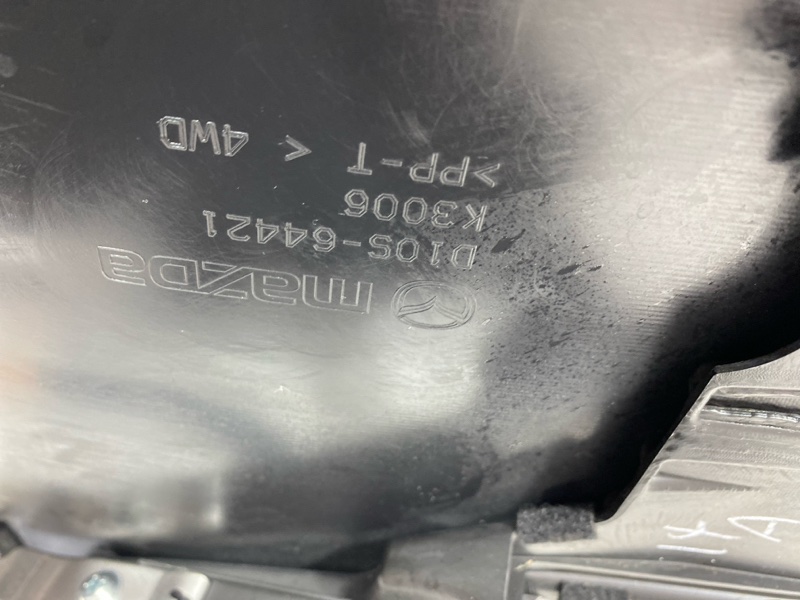 mazda
D10S-64421
K3006
>PP-T< 4WD